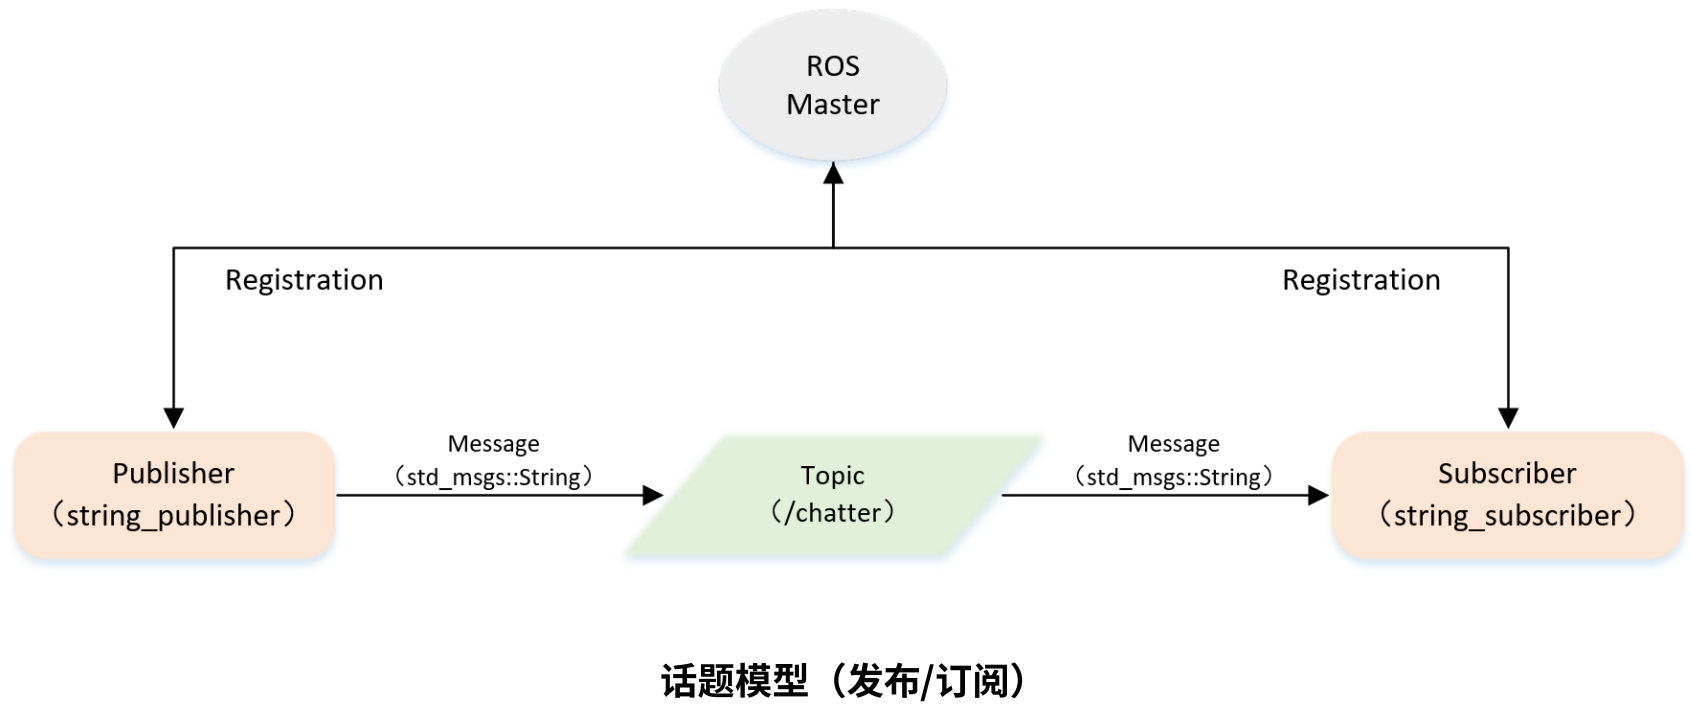 ROS
Master
Registration
Registration
Publisher
（string_publisher）
Message
（std_msgs::String）
Topic
（/chatter）
Message
（std_msgs::String）
Subscriber
（string_subscriber）
话题模型（发布/订阅）